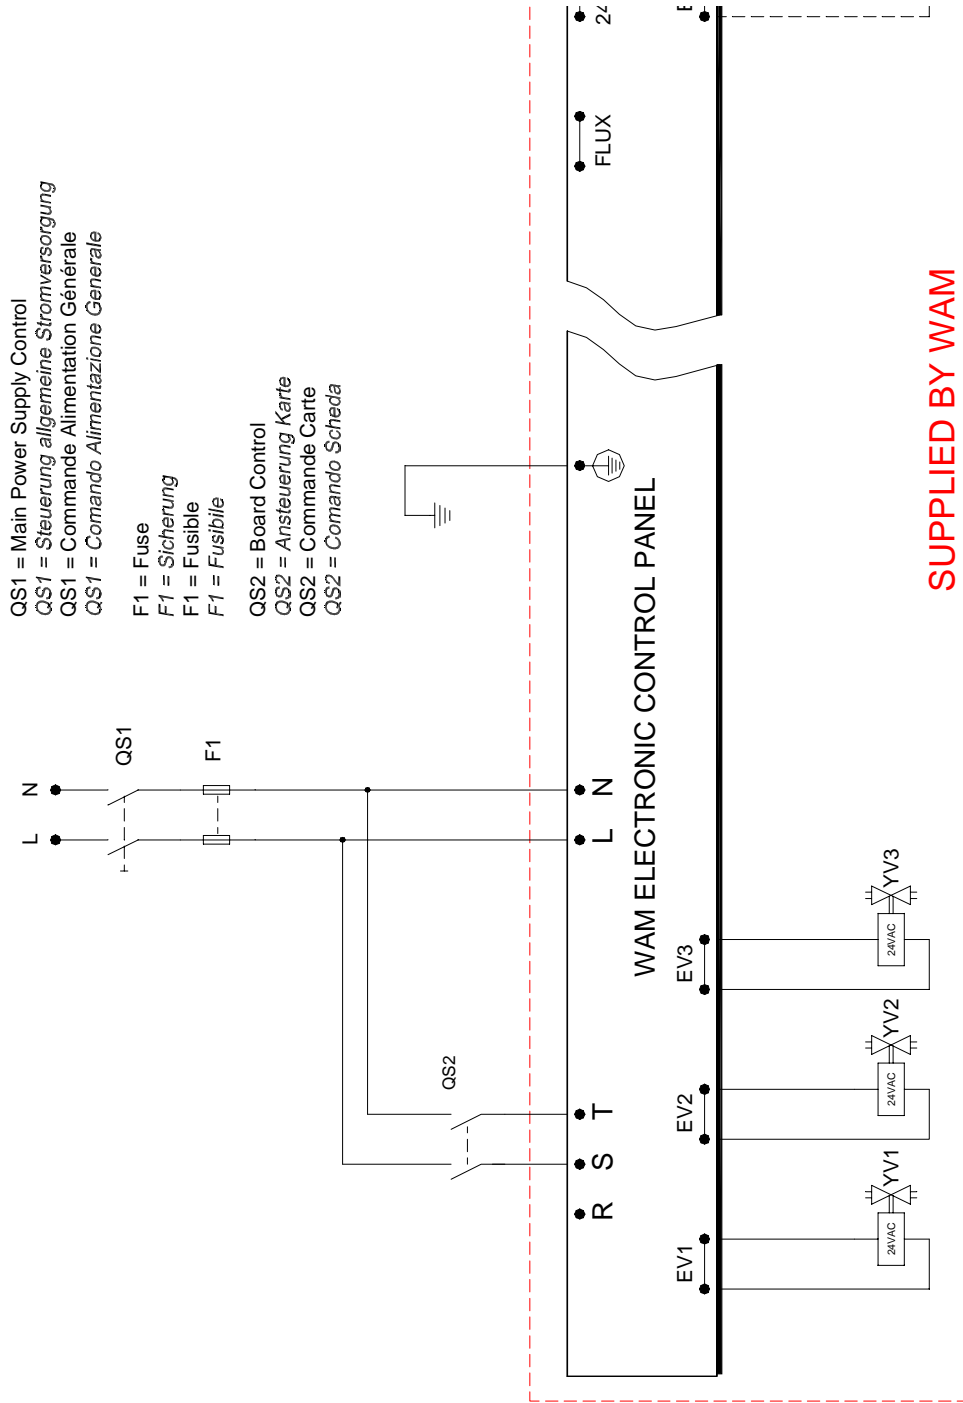 QS1 = Main Power Supply Control
QS1 = Steuerung allgemeine Stromversorgung
QS1 = Commande Alimentation Générale
QS1 = Comando Alimentazione Generale
F1 = Fuse
F1 = Sicherung
F1 = Fusible
F1 = Fusibile
QS2 = Board Control
QS2 = Ansteuerung Karte
QS2 = Commande Carte
QS2 = Comando Scheda
L N
QS1
F1
QS2
R S T L N FLUX 24
WAM ELECTRONIC CONTROL PANEL
EV1 EV2 EV3
24VAC YV1
24VAC YV2
24VAC YV3
SUPPLIED BY WAM